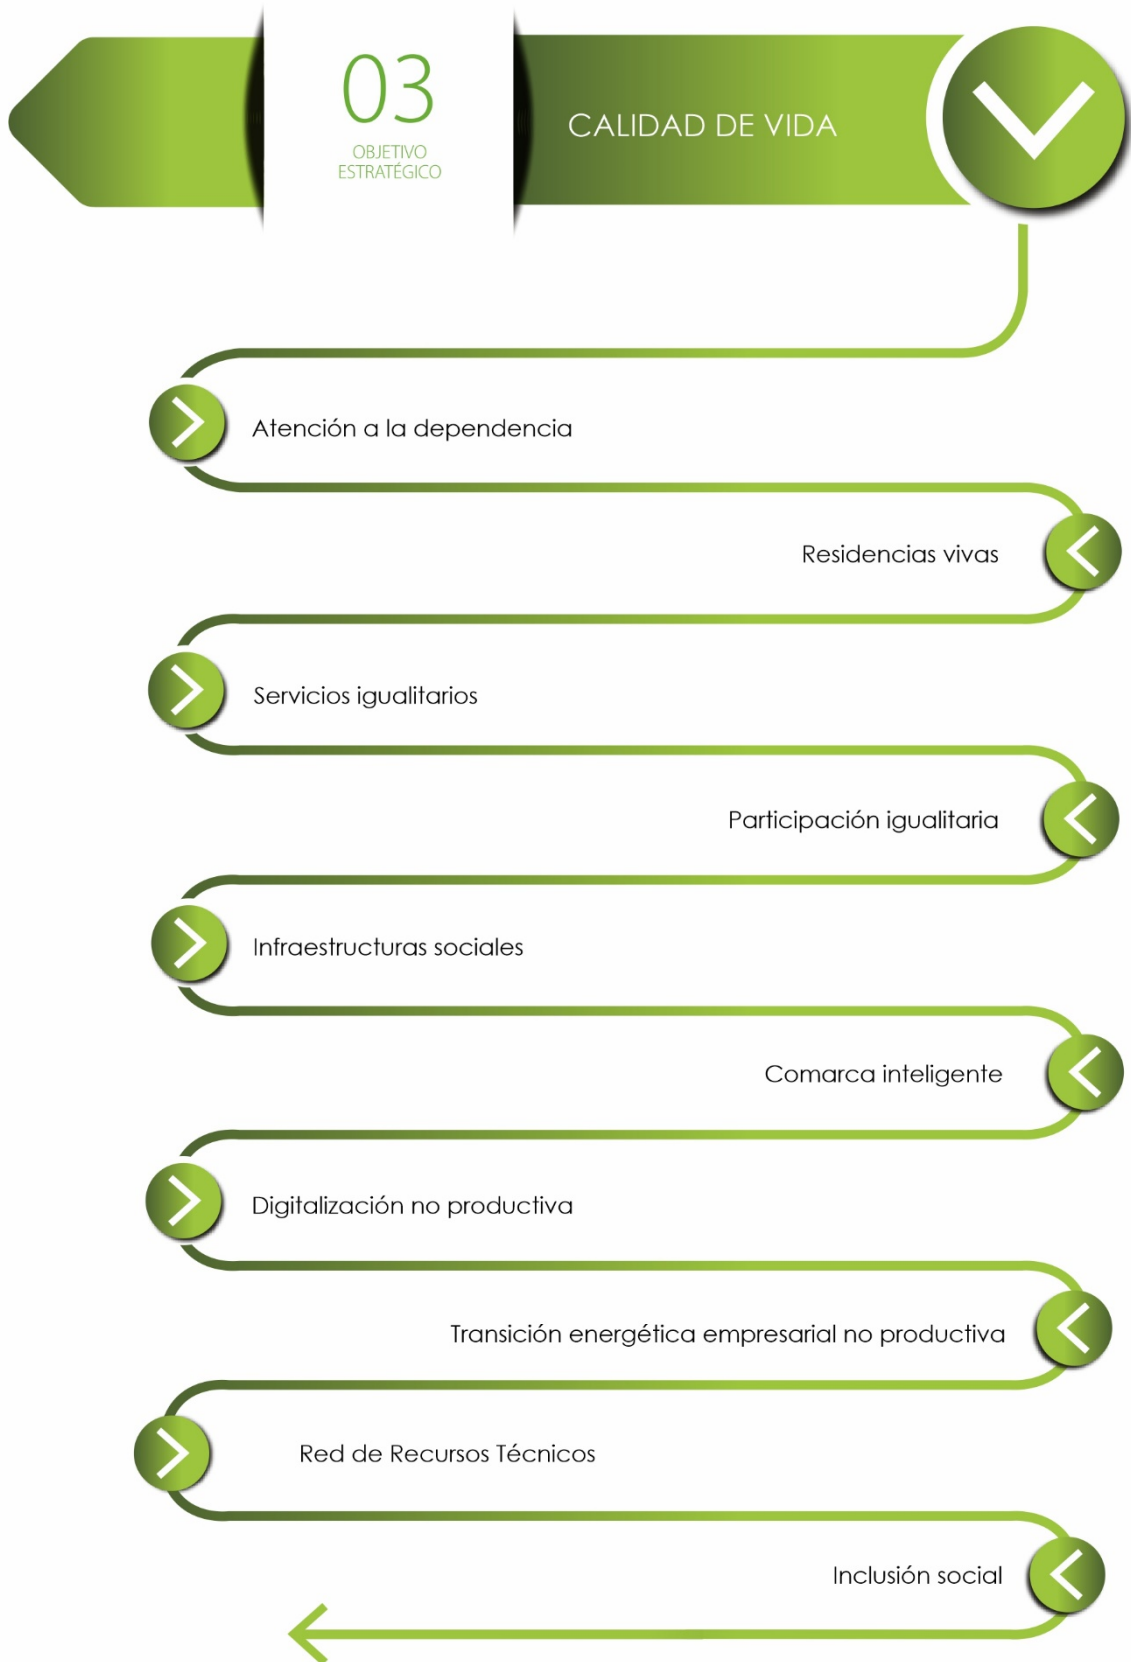 03
OBJETIVO
ESTRATÉGICO
CALIDAD DE VIDA
Atención a la dependencia
Residencias vivas
Servicios igualitarios
Participación igualitaria
Infraestructuras sociales
Comarca inteligente
Digitalización no productiva
Transición energética empresarial no productiva
Red de Recursos Técnicos
Inclusión social